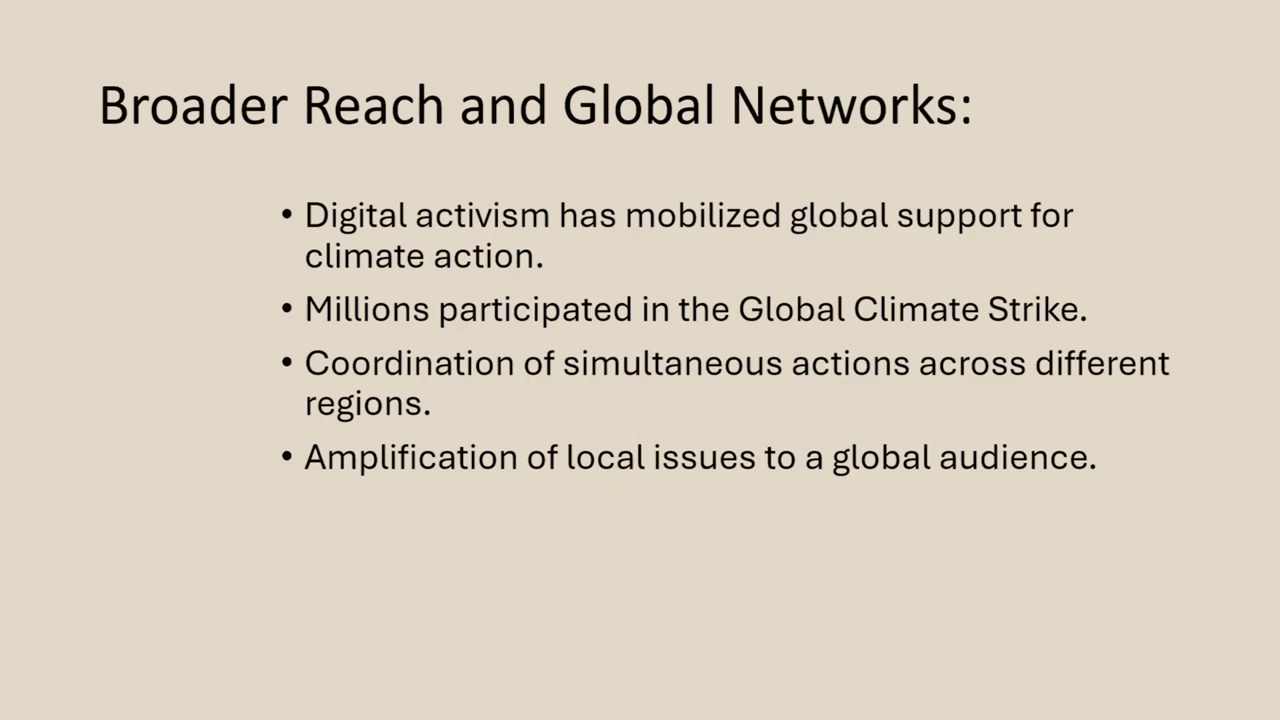 Broader Reach and Global Networks:
• Digital activism has mobilized global support for
climate action.
• Millions participated in the Global Climate Strike.
• Coordination of simultaneous actions across different
regions.
• Amplification of local issues to a global audience.